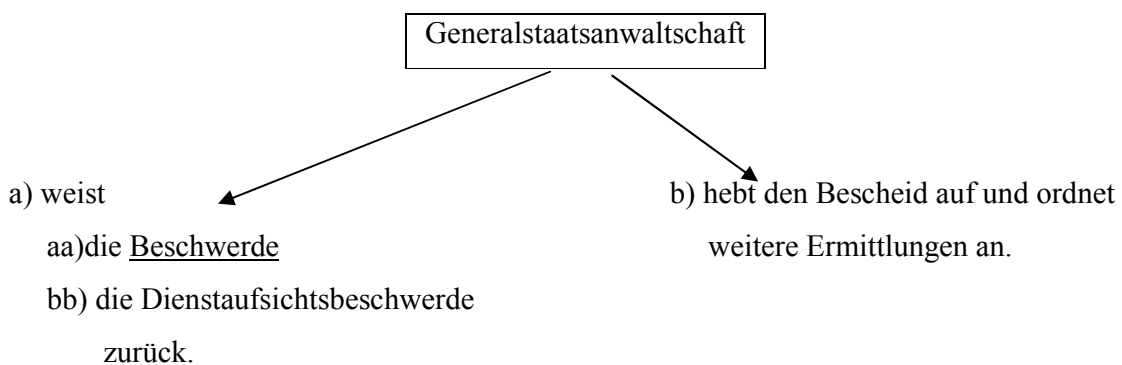 Generalstaatsanwaltschaft
a) weist
aa)die Beschwerde
bb) die Dienstaufsichtsbeschwerde
zurück.
b) hebt den Bescheid auf und ordnet
weitere Ermittlungen an.